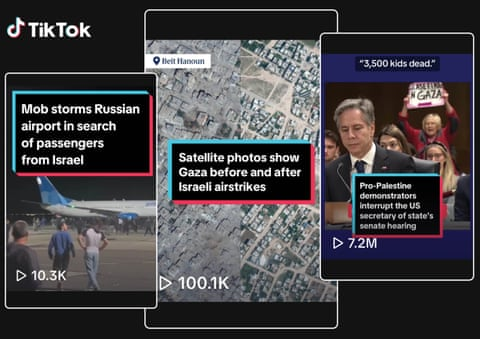 TikTok
Mob storms Russian
airport in search
of passengers
from Israel
10.3K
Beit Hanoun
Satellite photos show
Gaza before and after
Israeli airstrikes
100.1K
“3,500 kids dead.”
GAZA
Pro-Palestine
demonstrators
interrupt the US
secretary of state’s
senate hearing
7.2M